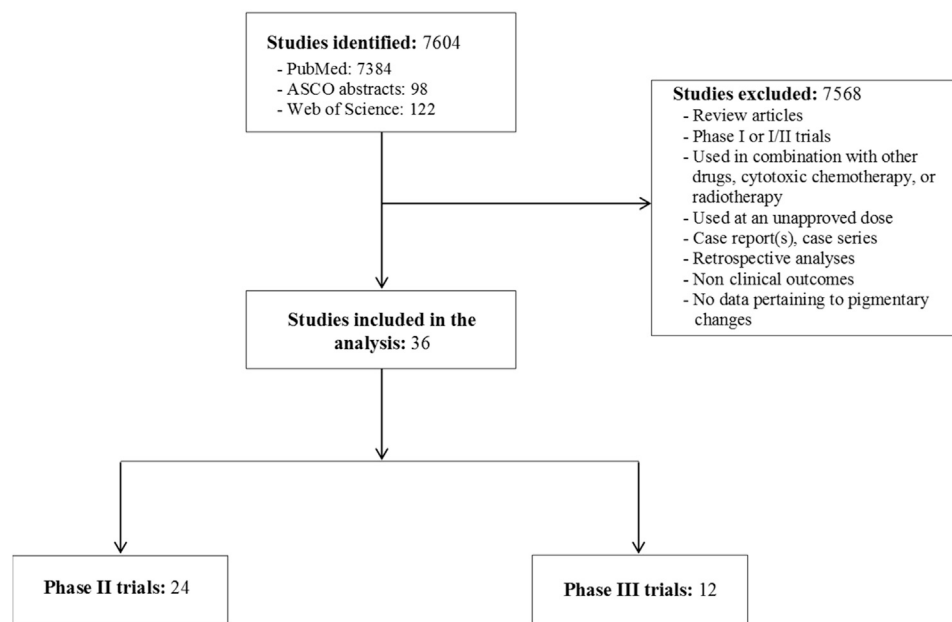 Studies identified: 7604
- PubMed: 7384
- ASCO abstracts: 98
- Web of Science: 122
Studies excluded: 7568
- Review articles
- Phase I or I/II trials
- Used in combination with other
drugs, cytotoxic chemotherapy, or
radiotherapy
- Used at an unapproved dose
- Case report(s), case series
- Retrospective analyses
- Non clinical outcomes
- No data pertaining to pigmentary
changes
Studies included in the
analysis: 36
Phase II trials: 24
Phase III trials: 12